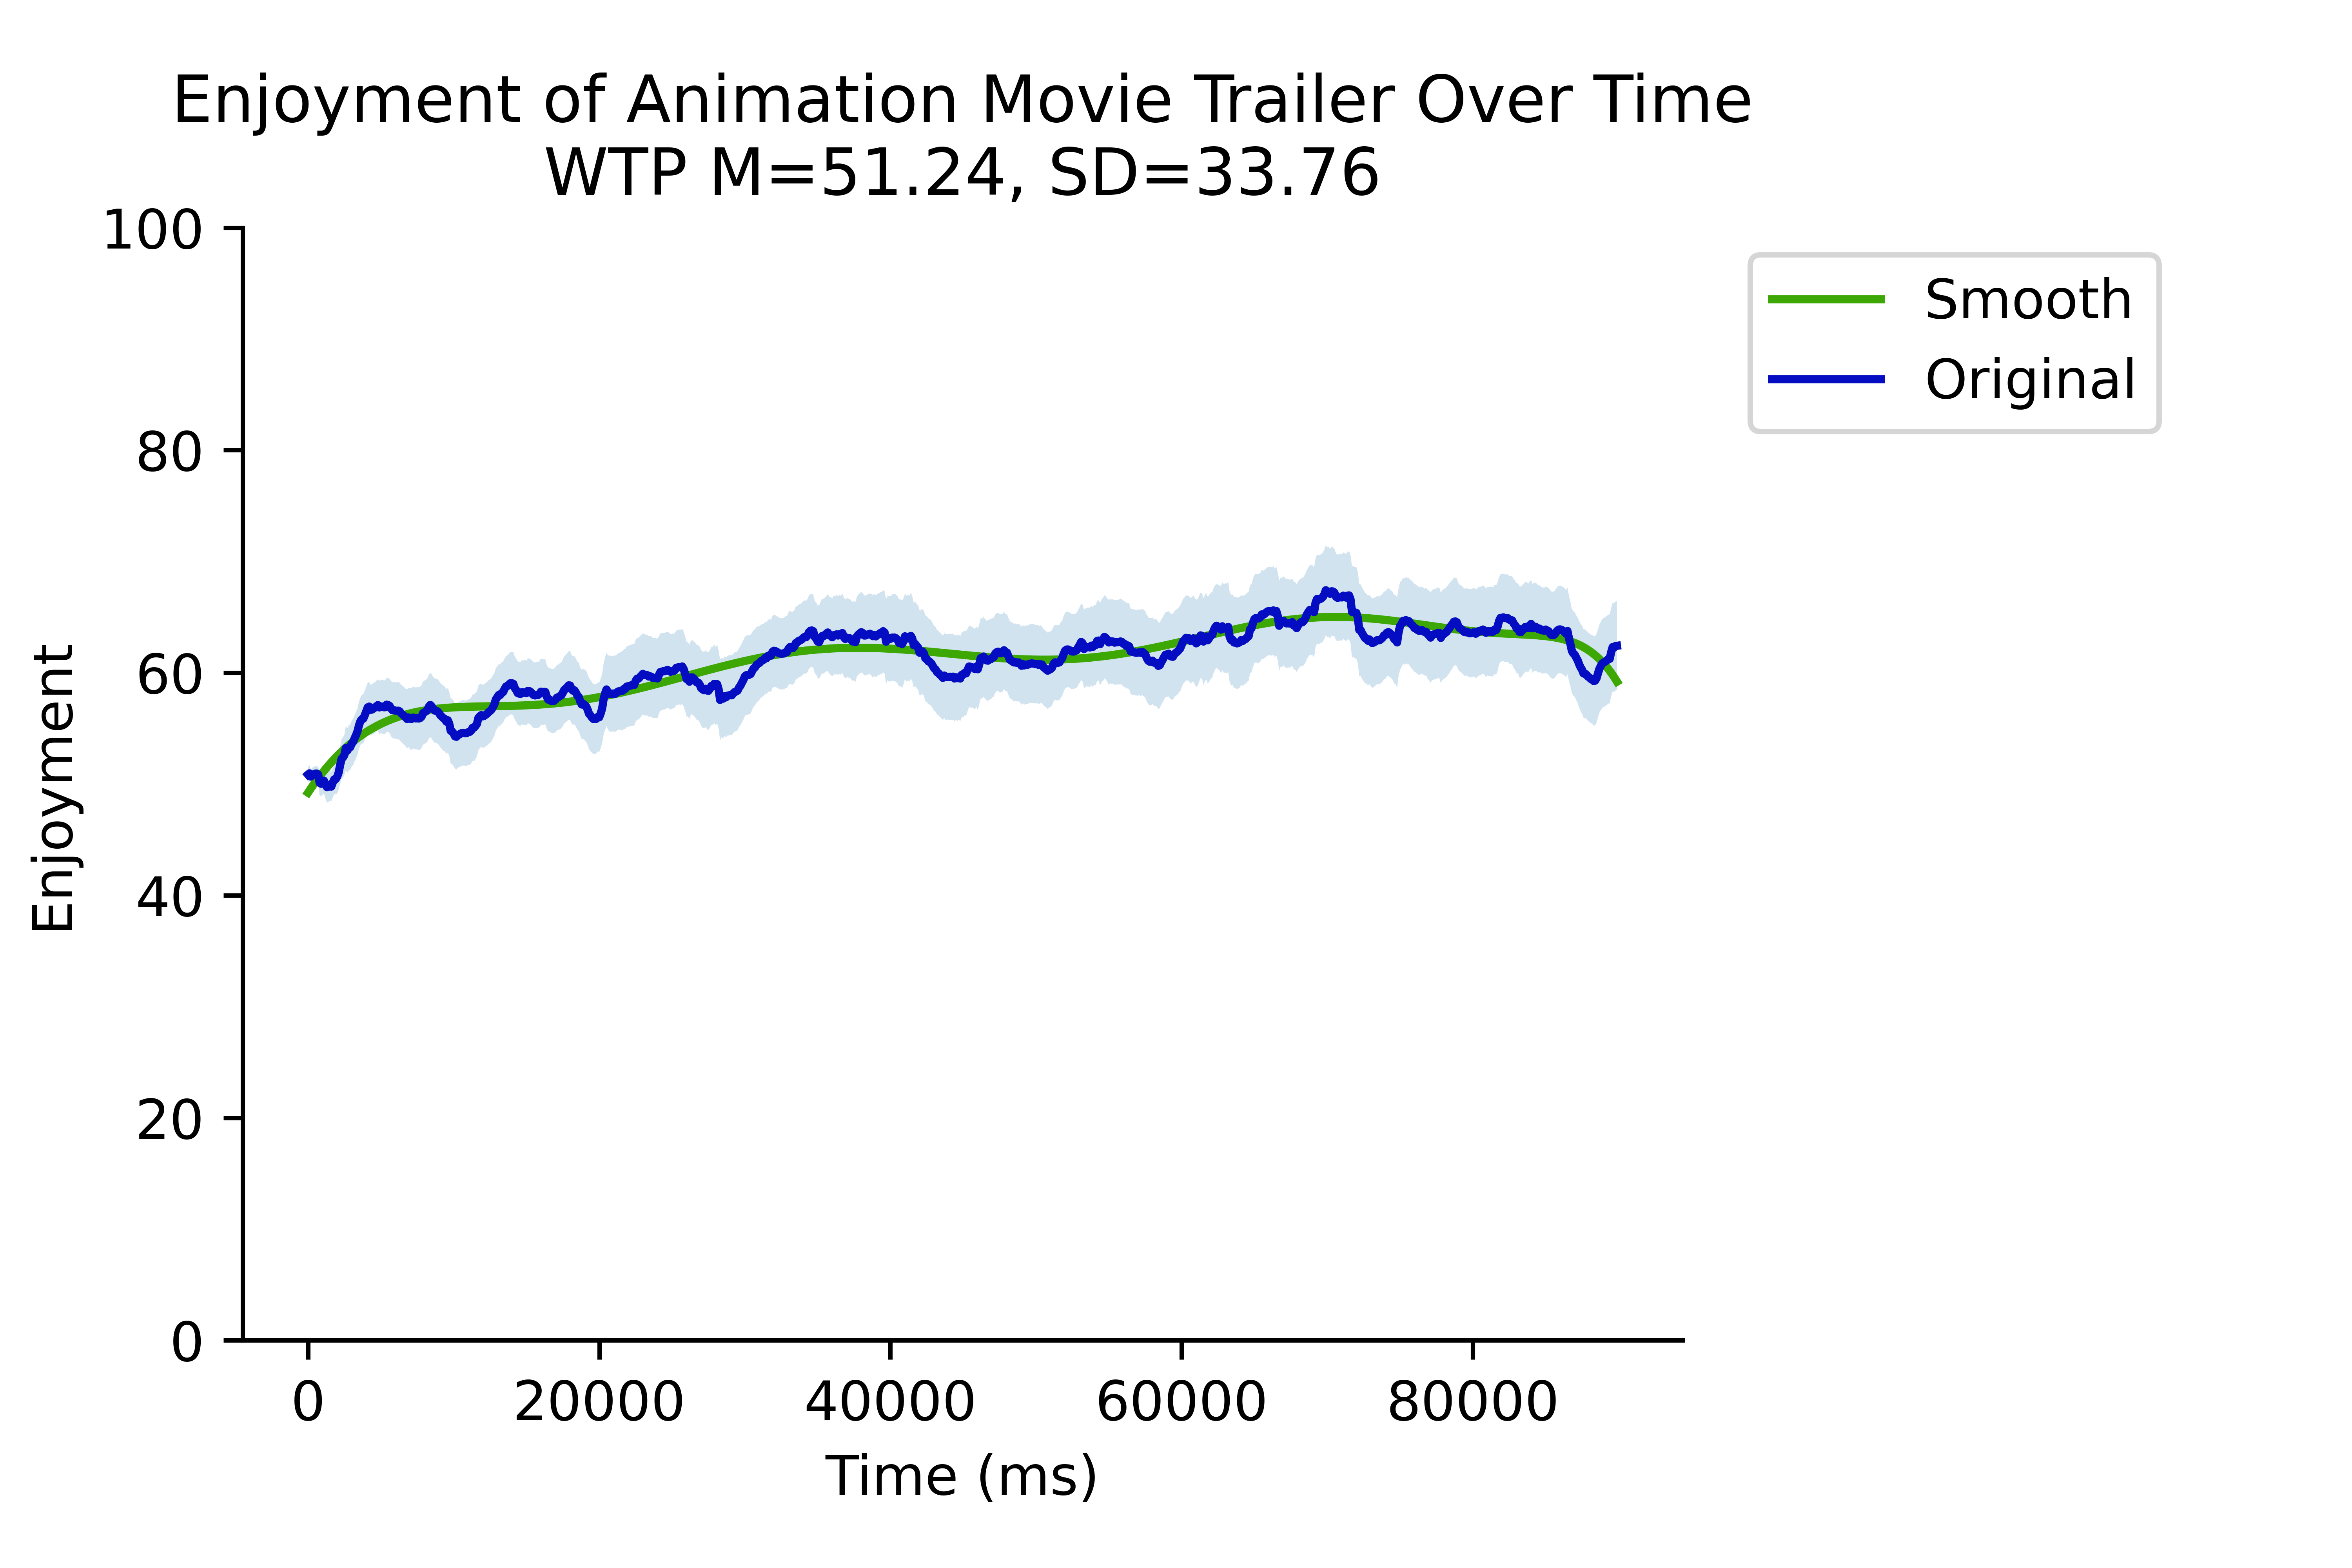 Enjoyment of Animation Movie Trailer Over Time
WTP M=51.24, SD=33.76
Smooth
Original
Enjoyment
100
80
60
40
20
0
0 20000 40000 60000 80000
Time (ms)